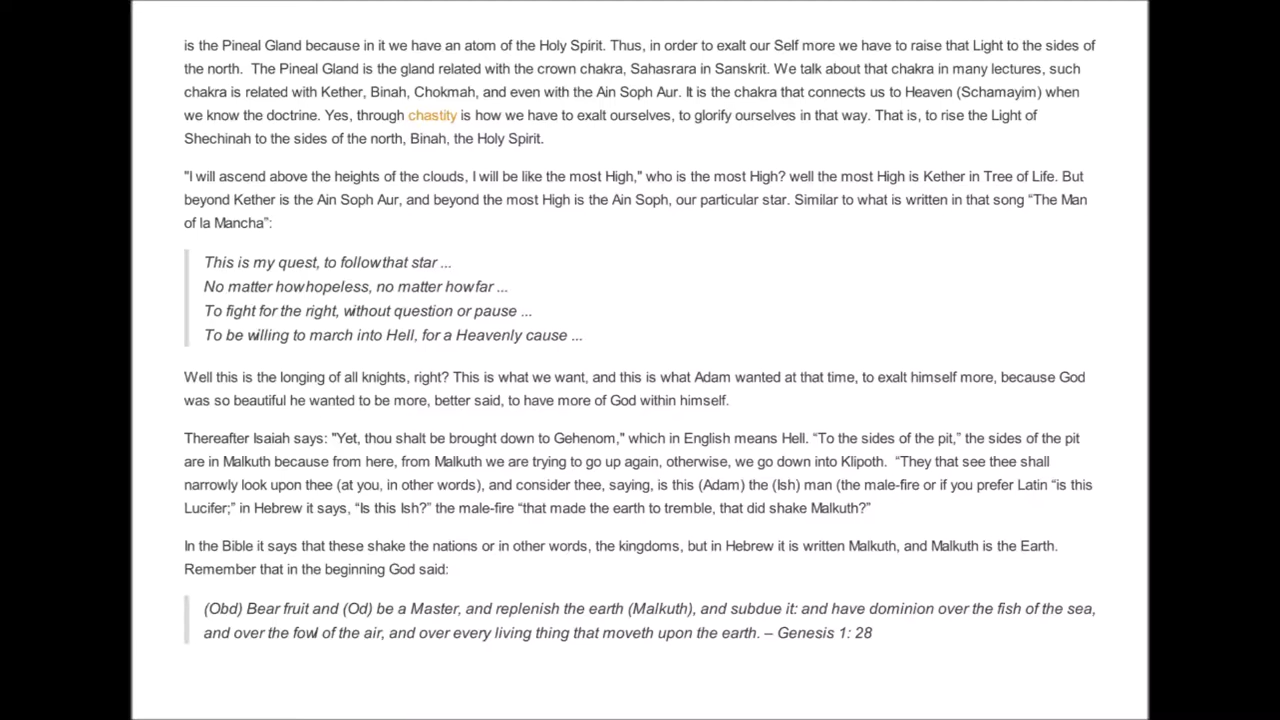 is the Pineal Gland because in it we have an atom of the Holy Spirit. Thus, in order to exalt our Self more we have to raise that Light to the sides of
the north.  The Pineal Gland is the gland related with the crown chakra, Sahasrara in Sanskrit. We talk about that chakra in many lectures, such
chakra is related with Kether, Binah, Chokmah, and even with the Ain Soph Aur. It is the chakra that connects us to Heaven (Schamayim) when
we know the doctrine. Yes, through chastity is how we have to exalt ourselves, to glorify ourselves in that way. That is, to rise the Light of
Shechinah to the sides of the north, Binah, the Holy Spirit.
"I will ascend above the heights of the clouds, I will be like the most High," who is the most High? well the most High is Kether in Tree of Life. But
beyond Kether is the Ain Soph Aur, and beyond the most High is the Ain Soph, our particular star. Similar to what is written in that song “The Man
of la Mancha”:
This is my quest, to follow that star ...
No matter how hopeless, no matter how far ...
To fight for the right, without question or pause ...
To be willing to march into Hell, for a Heavenly cause ...
Well this is the longing of all knights, right? This is what we want, and this is what Adam wanted at that time, to exalt himself more, because God
was so beautiful he wanted to be more, better said, to have more of God within himself.
Thereafter Isaiah says: "Yet, thou shalt be brought down to Gehenom," which in English means Hell. “To the sides of the pit,” the sides of the pit
are in Malkuth because from here, from Malkuth we are trying to go up again, otherwise, we go down into Klipoth.  “They that see thee shall
narrowly look upon thee (at you, in other words), and consider thee, saying, is this (Adam) the (Ish) man (the male-fire or if you prefer Latin “is this
Lucifer;” in Hebrew it says, “Is this Ish?” the male-fire “that made the earth to tremble, that did shake Malkuth?”
In the Bible it says that these shake the nations or in other words, the kingdoms, but in Hebrew it is written Malkuth, and Malkuth is the Earth.
Remember that in the beginning God said:
(Obd) Bear fruit and (Od) be a Master, and replenish the earth (Malkuth), and subdue it: and have dominion over the fish of the sea,
and over the fowl of the air, and over every living thing that moveth upon the earth. – Genesis 1: 28